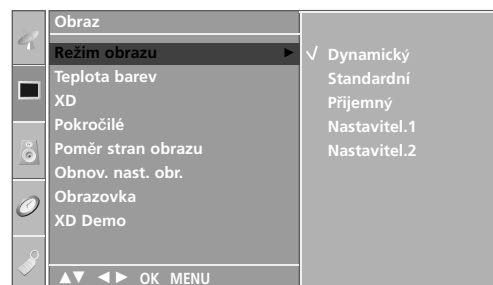 Obraz
Režim obrazu ►
Teplota barev
XD
Pokročilé
Poměr stran obrazu
Obnov. nast. obr.
Obrazovka
XD Demo
▲▼ ◄► OK MENU
√ Dynamický
Standardní
Přijemný
Nastavitel.1
Nastavitel.2